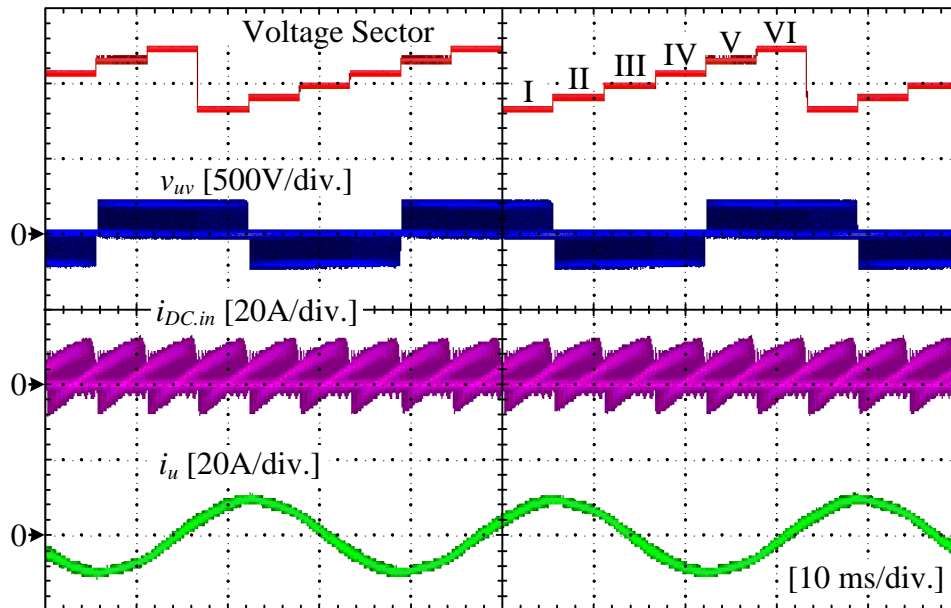 Voltage Sector
I II III IV V VI
v_uv [500V/div.]
0
i_DC.in [20A/div.]
0
i_u [20A/div.]
0
[10 ms/div.]